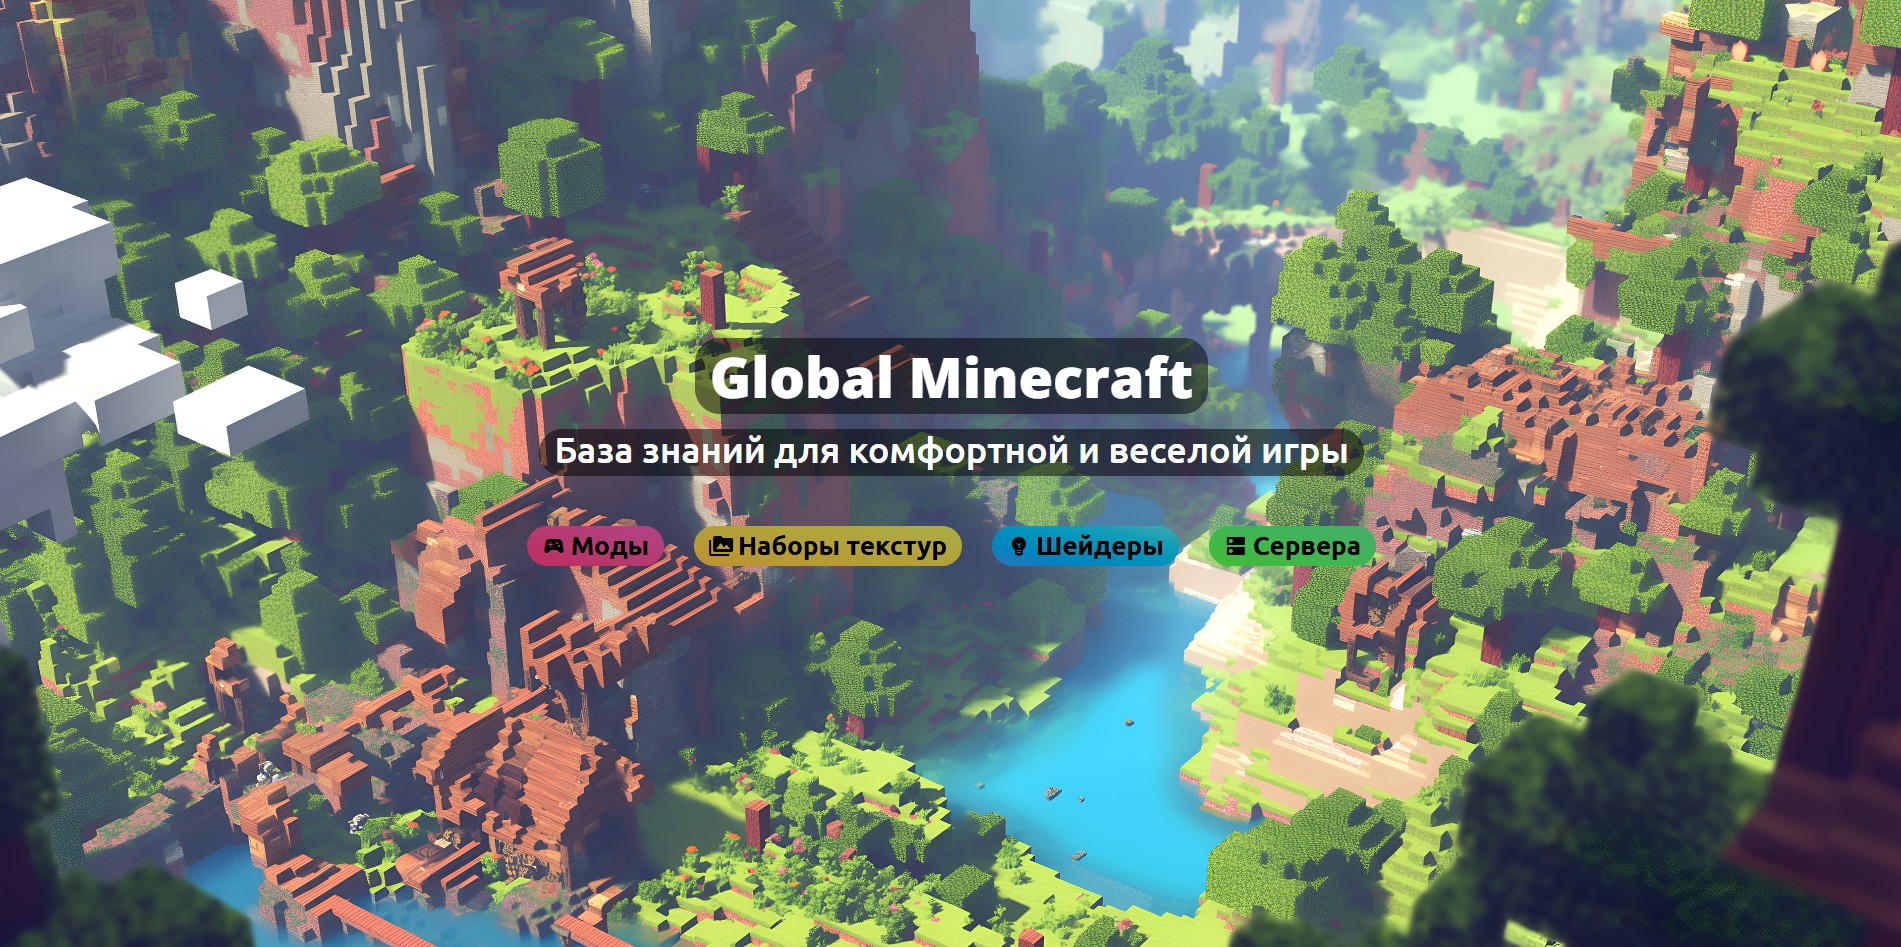 Global Minecraft
База знаний для комфортной и веселой игры
Моды Наборы текстур Шейдеры Сервера